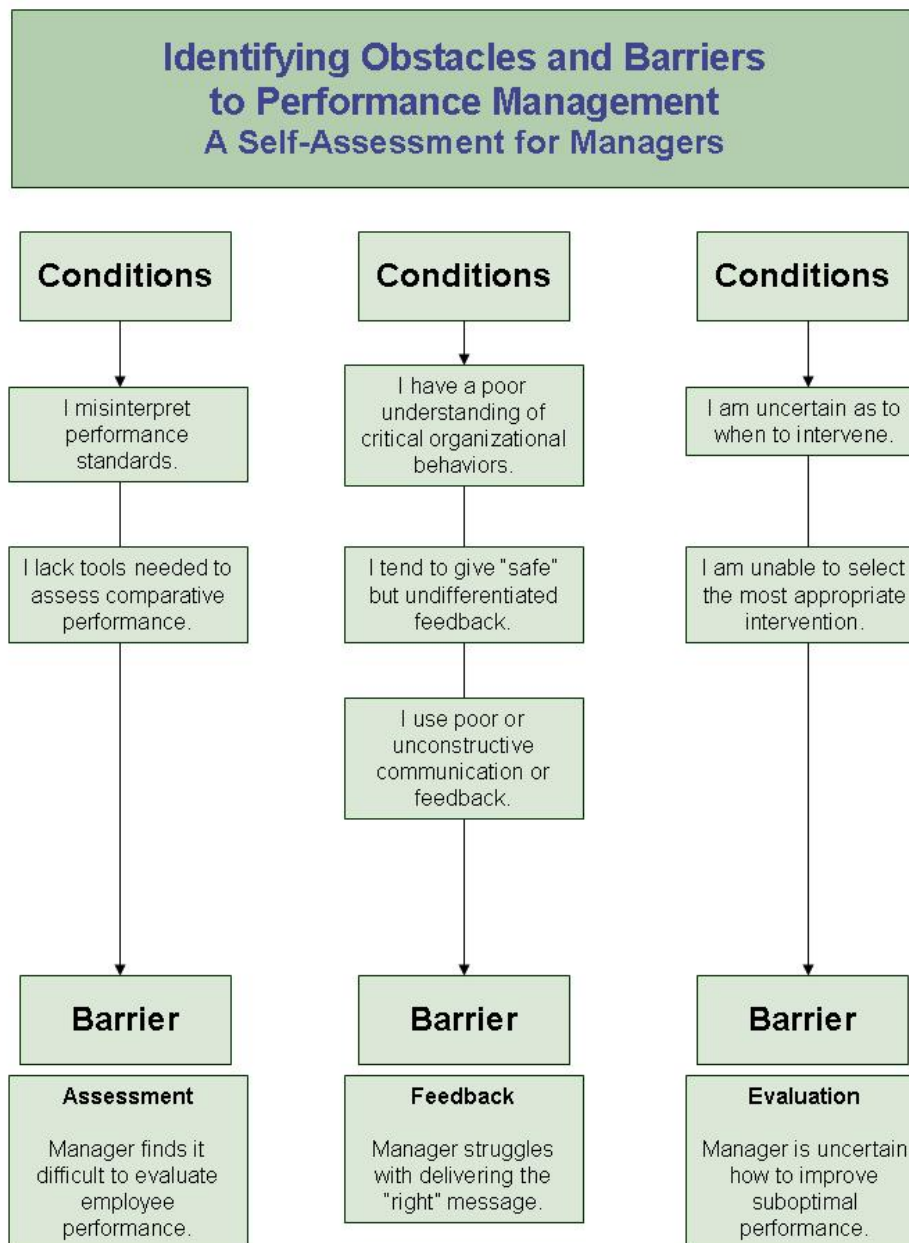 Identifying Obstacles and Barriers
to Performance Management
A Self-Assessment for Managers
Conditions
I misinterpret
performance
standards.
I lack tools needed to
assess comparative
performance.
Barrier
Assessment
Manager finds it
difficult to evaluate
employee
performance.
Conditions
I have a poor
understanding of
critical organizational
behaviors.
I tend to give "safe"
but undifferentiated
feedback.
I use poor or
unconstructive
communication or
feedback.
Barrier
Feedback
Manager struggles
with delivering the
"right" message.
Conditions
I am uncertain as to
when to intervene.
I am unable to select
the most appropriate
intervention.
Barrier
Evaluation
Manager is uncertain
how to improve
suboptimal
performance.